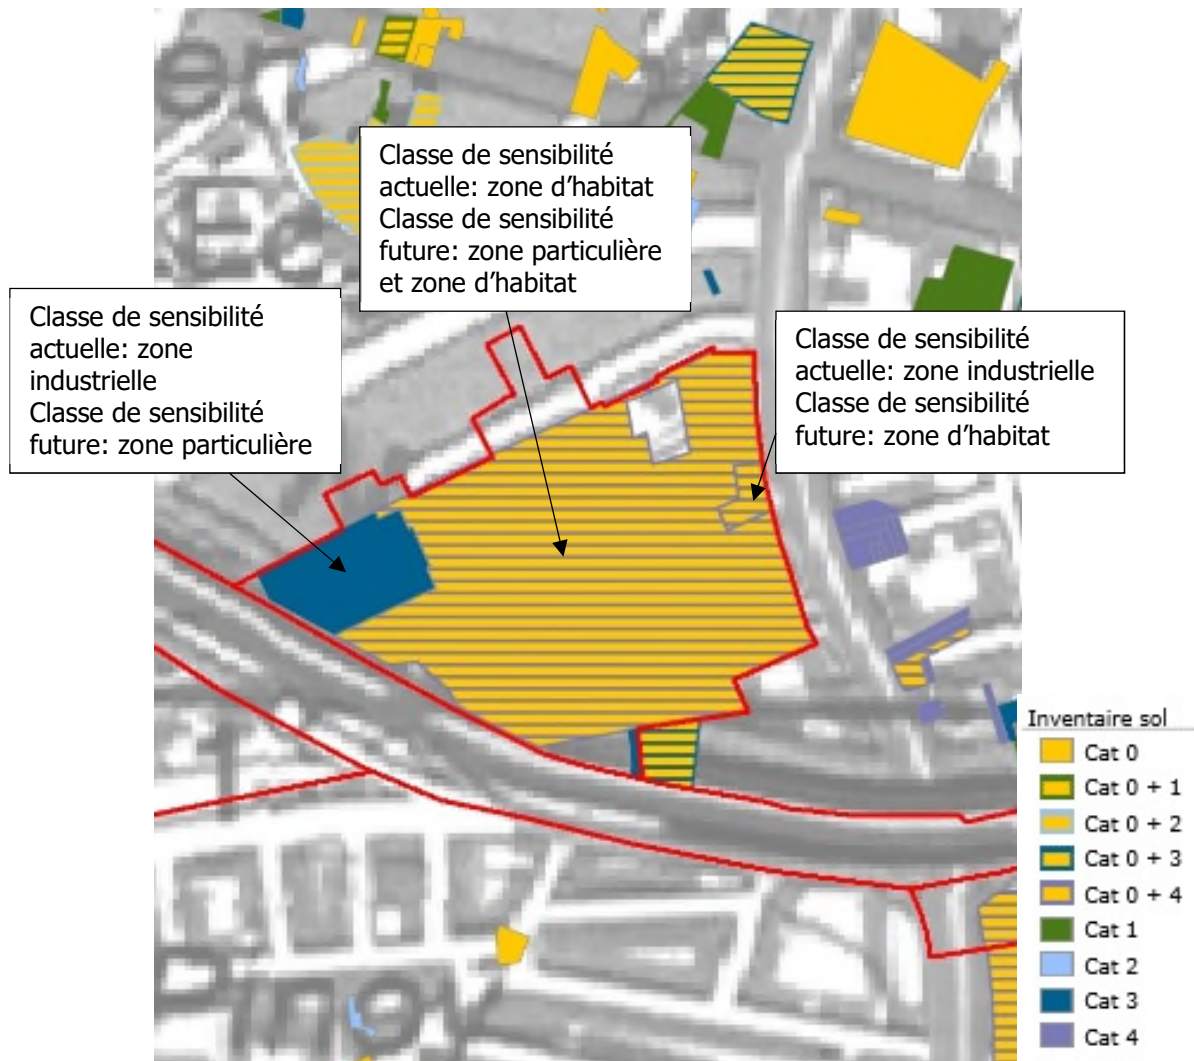 Classe de sensibilité
actuelle: zone d’habitat
Classe de sensibilité
future: zone particulière
et zone d’habitat
Classe de sensibilité
actuelle: zone
industrielle
Classe de sensibilité
future: zone particulière
Classe de sensibilité
actuelle: zone industrielle
Classe de sensibilité
future: zone d’habitat
Inventaire sol
Cat 0
Cat 0 + 1
Cat 0 + 2
Cat 0 + 3
Cat 0 + 4
Cat 1
Cat 2
Cat 3
Cat 4